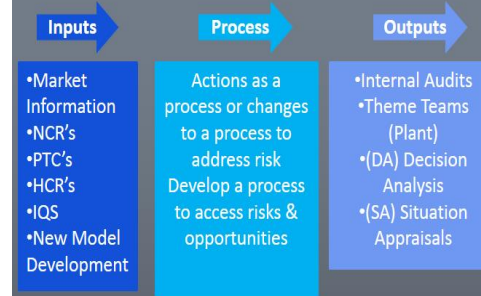 Inputs
Process
Outputs
•Market
Information
•NCR's
•PTC's
•HCR's
•IQS
•New Model
Development
Actions as a
process or changes
to a process to
address risk
Develop a process
to access risks &
opportunities
•Internal Audits
•Theme Teams
(Plant)
•(DA) Decision
Analysis
•(SA) Situation
Appraisals